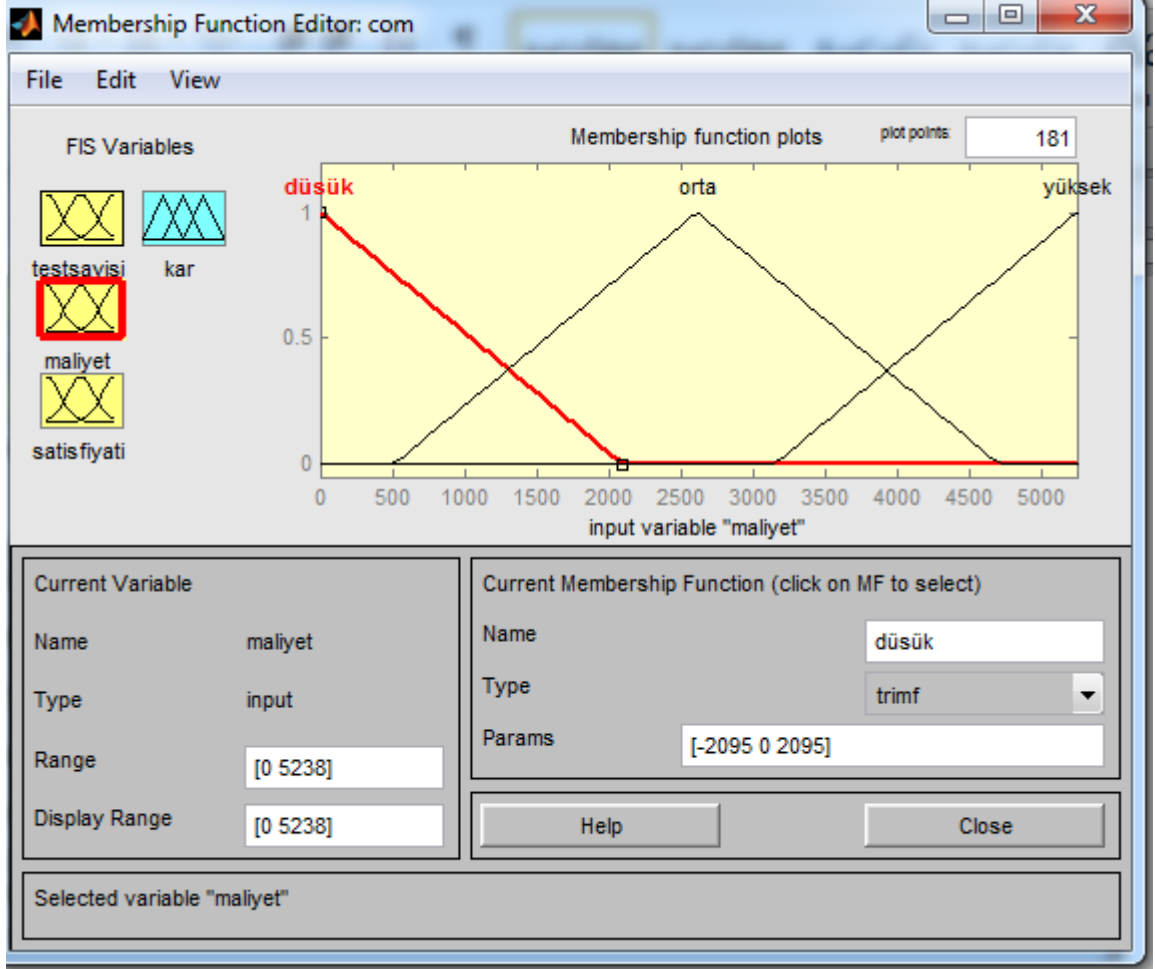 Membership Function Editor: com
File Edit View
FIS Variables
Membership function plots
plot points:
181
testsayisi
kar
maliyet
satisfiyati
düsük
orta
yüksek
1
0.5
0
0 500 1000 1500 2000 2500 3000 3500 4000 4500 5000
input variable "maliyet"
Current Variable
Name maliyet
Type input
Range [0 5238]
Display Range [0 5238]
Current Membership Function (click on MF to select)
Name düsük
Type trimf
Params [-2095 0 2095]
Help
Close
Selected variable "maliyet"